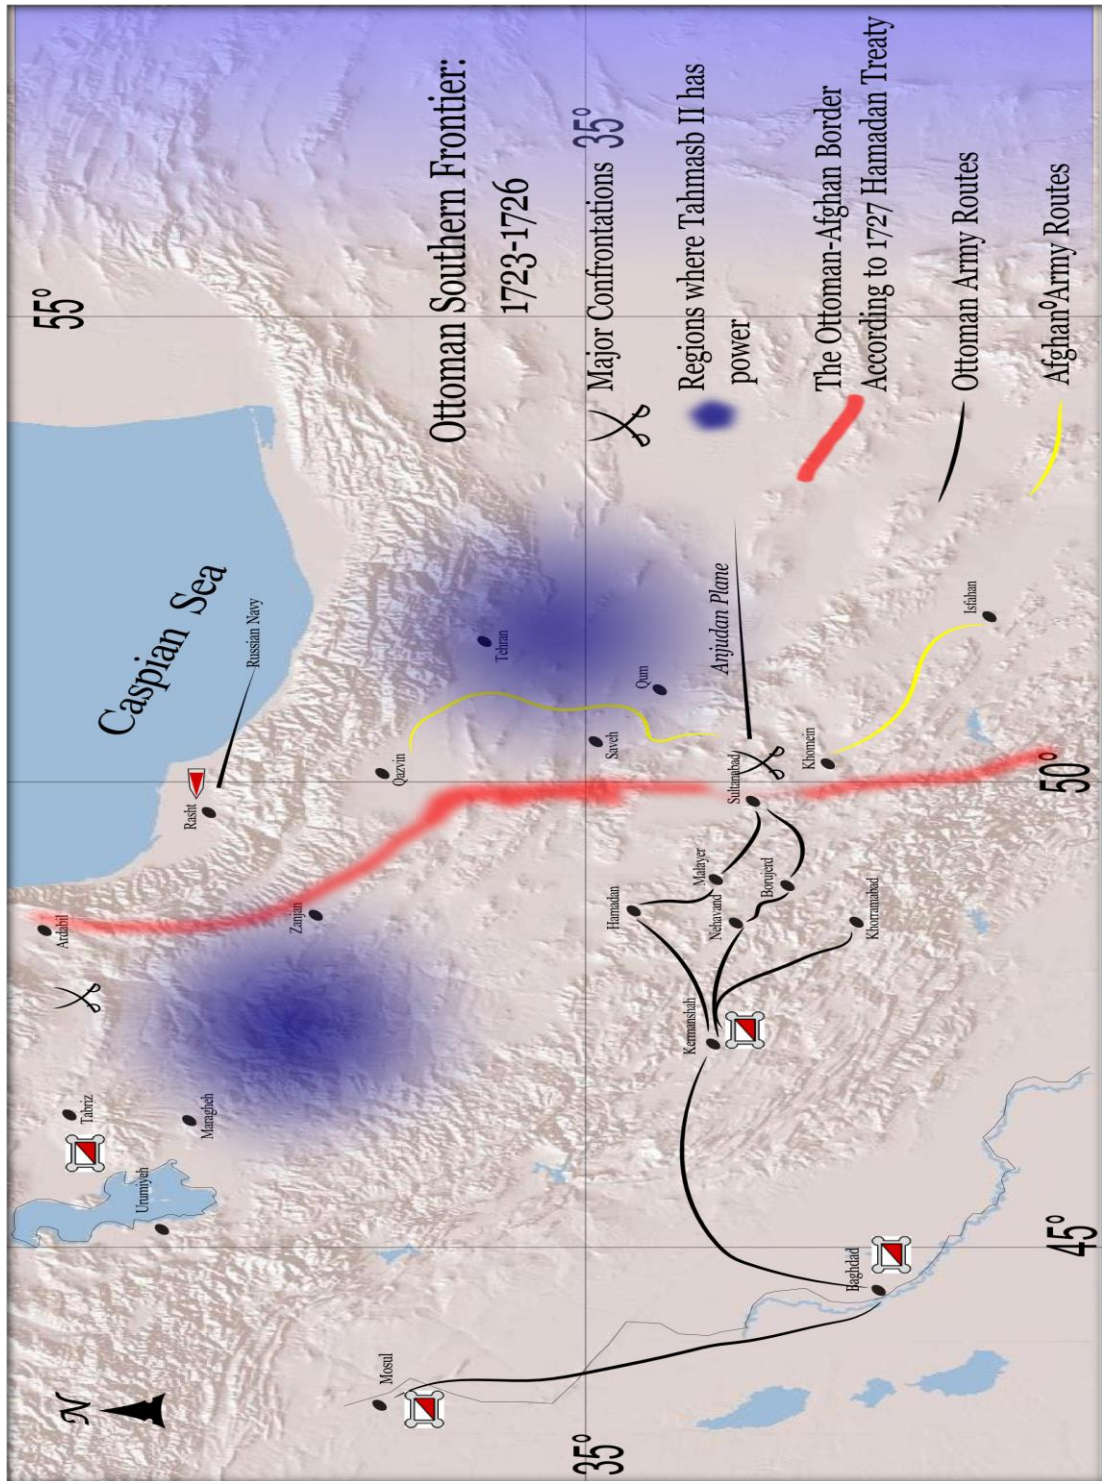 Ottoman Southern Frontier:
1723-1726
Major Confrontations
Regions where Tahmasb II has
power
The Ottoman-Afghan Border
According to 1727 Hamadan Treaty
Ottoman Army Routes
Afghan Army Routes
55°
50°
45°
35°
35°
N
Caspian Sea
Russian Navy
Rasht
Ardabil
Zanjan
Tabriz
Maragheh
Urumiyeh
Mosul
Baghdad
Kermanshah
Hamadan
Nehavand
Malayer
Borujerd
Khorramabad
Sultanabad
Anjudan Plane
Khomein
Isfahan
Qum
Saveh
Tehran
Qazvin